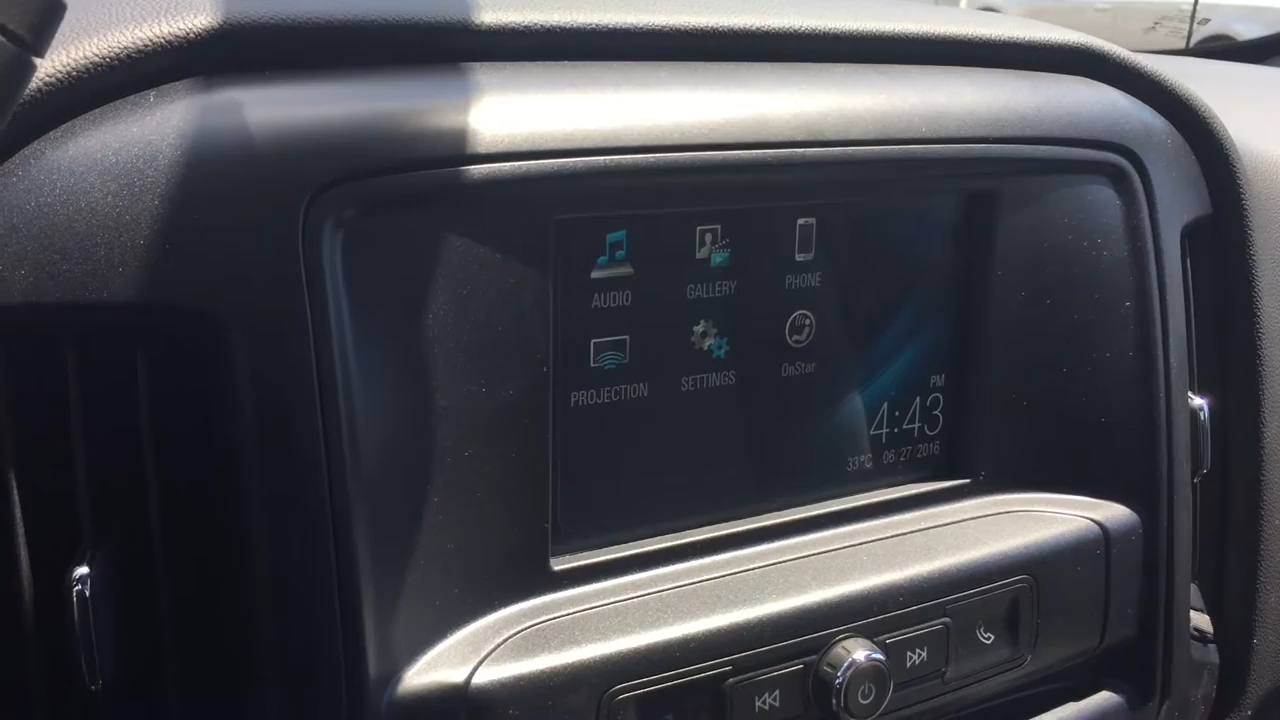 AUDIO
GALLERY
PHONE
PROJECTION
SETTINGS
OnStar
PM
4:43
33°C 06 27 2016